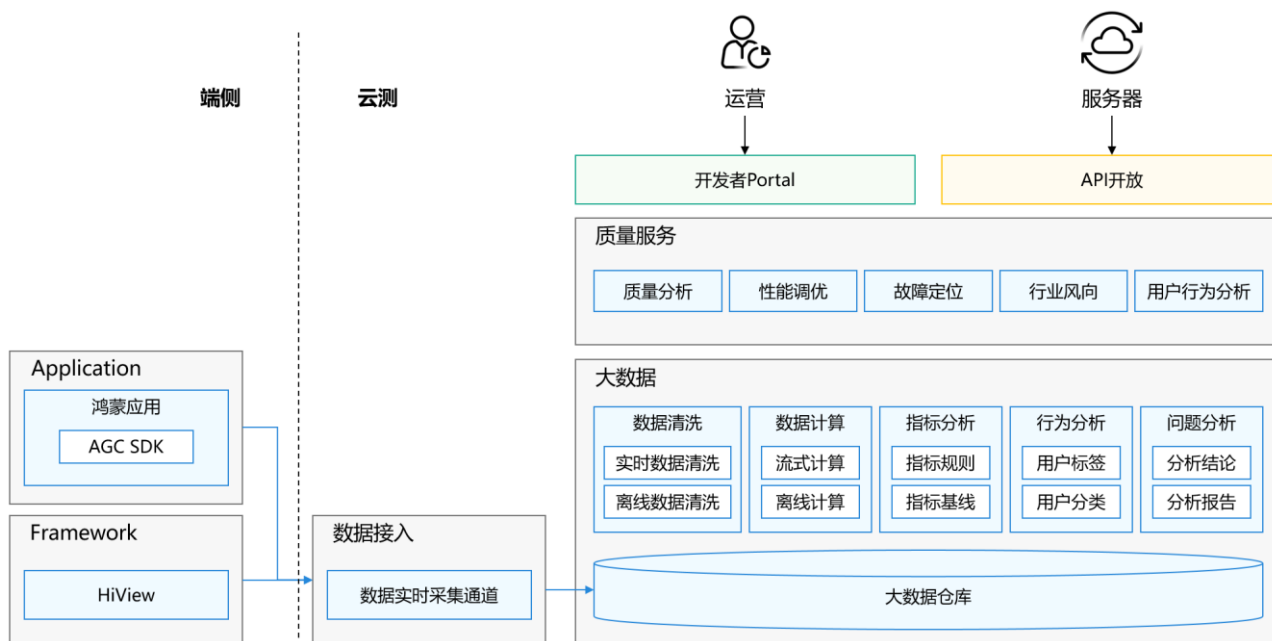 端侧
云测
运营
服务器
开发者Portal
API开放
质量服务
质量分析
性能调优
故障定位
行业风向
用户行为分析
Application
鸿蒙应用
AGC SDK
Framework
HiView
数据接入
数据实时采集通道
大数据
数据清洗
实时数据清洗
离线数据清洗
数据计算
流式计算
离线计算
指标分析
指标规则
指标基线
行为分析
用户标签
用户分类
问题分析
分析结论
分析报告
大数据仓库